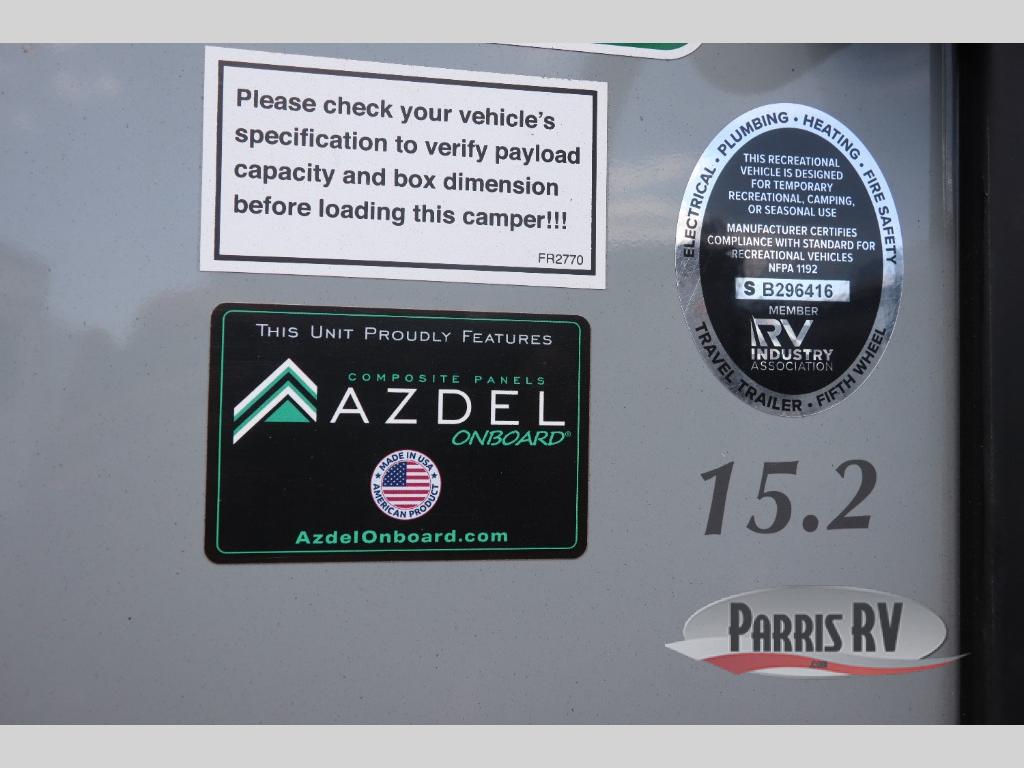 Please check your vehicle's
specification to verify payload
capacity and box dimension
before loading this camper!!!
FR2770
THIS UNIT PROUDLY FEATURES
COMPOSITE PANELS
AZDEL
ONBOARD®
MADE IN USA
AMERICAN PRODUCT
AzdelOnboard.com
ELECTRICAL • PLUMBING • HEATING • FIRE SAFETY
THIS RECREATIONAL
VEHICLE IS DESIGNED
FOR TEMPORARY
RECREATIONAL, CAMPING,
OR SEASONAL USE
MANUFACTURER CERTIFIES
COMPLIANCE WITH STANDARD FOR
RECREATIONAL VEHICLES
NFPA 1192
S B296416
MEMBER
RV
INDUSTRY
ASSOCIATION
TRAVEL TRAILER • FIFTH WHEEL
15.2
PARRIS RV
.com